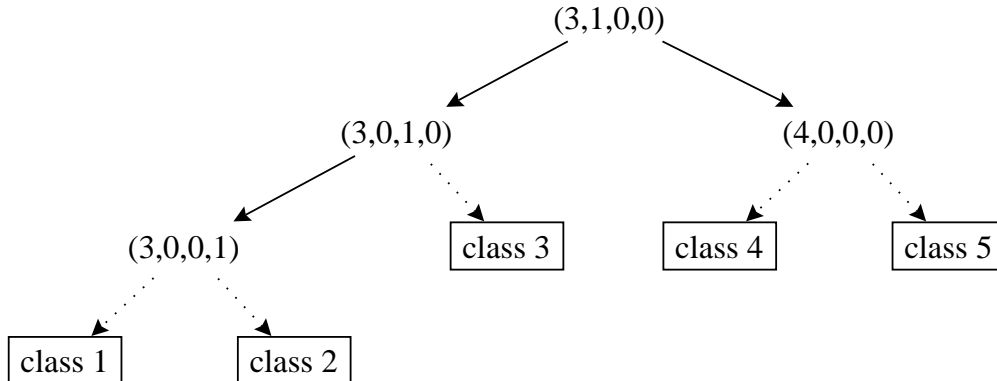 (3,1,0,0)
(3,0,1,0)
(4,0,0,0)
(3,0,0,1)
class 3
class 4
class 5
class 1
class 2